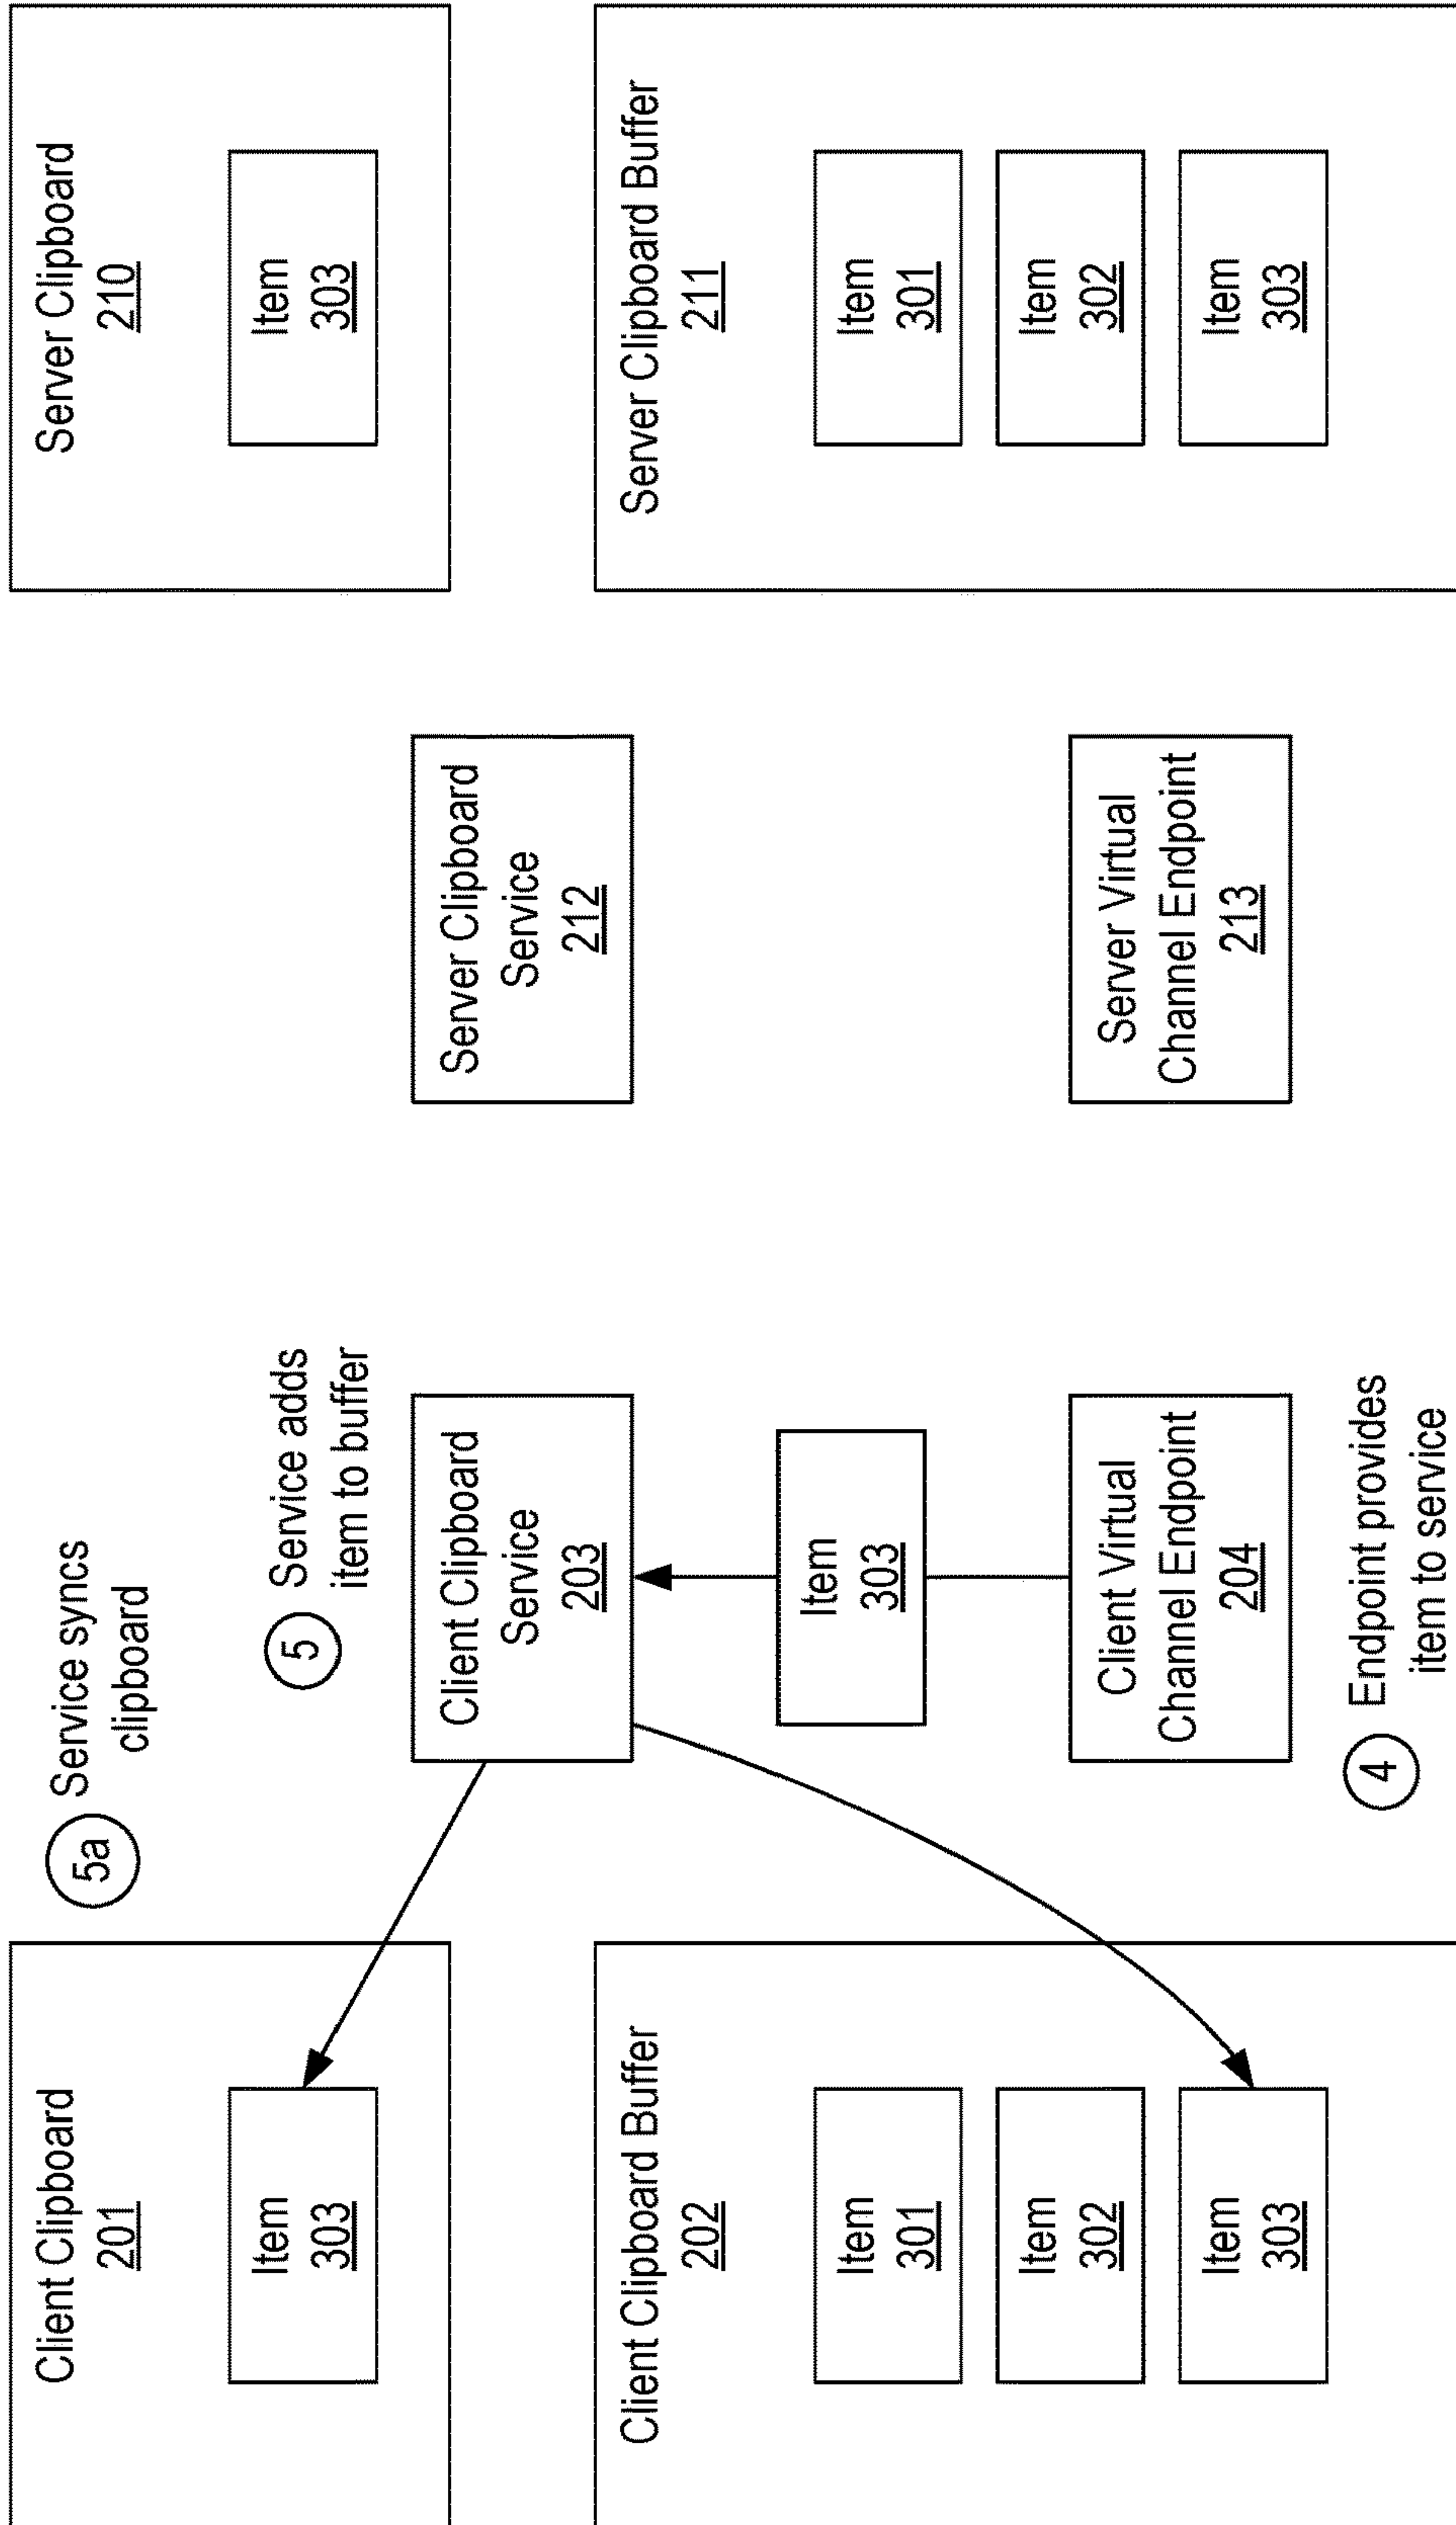 Client Clipboard
201
Item
303
Client Clipboard Buffer
202
Item
301
Item
302
Item
303
5a
Service syncs
clipboard
5
Service adds
item to buffer
Client Clipboard
Service
203
Item
303
Client Virtual
Channel Endpoint
204
4
Endpoint provides
item to service
Server Clipboard
Service
212
Server Virtual
Channel Endpoint
213
Server Clipboard
210
Item
303
Server Clipboard Buffer
211
Item
301
Item
302
Item
303